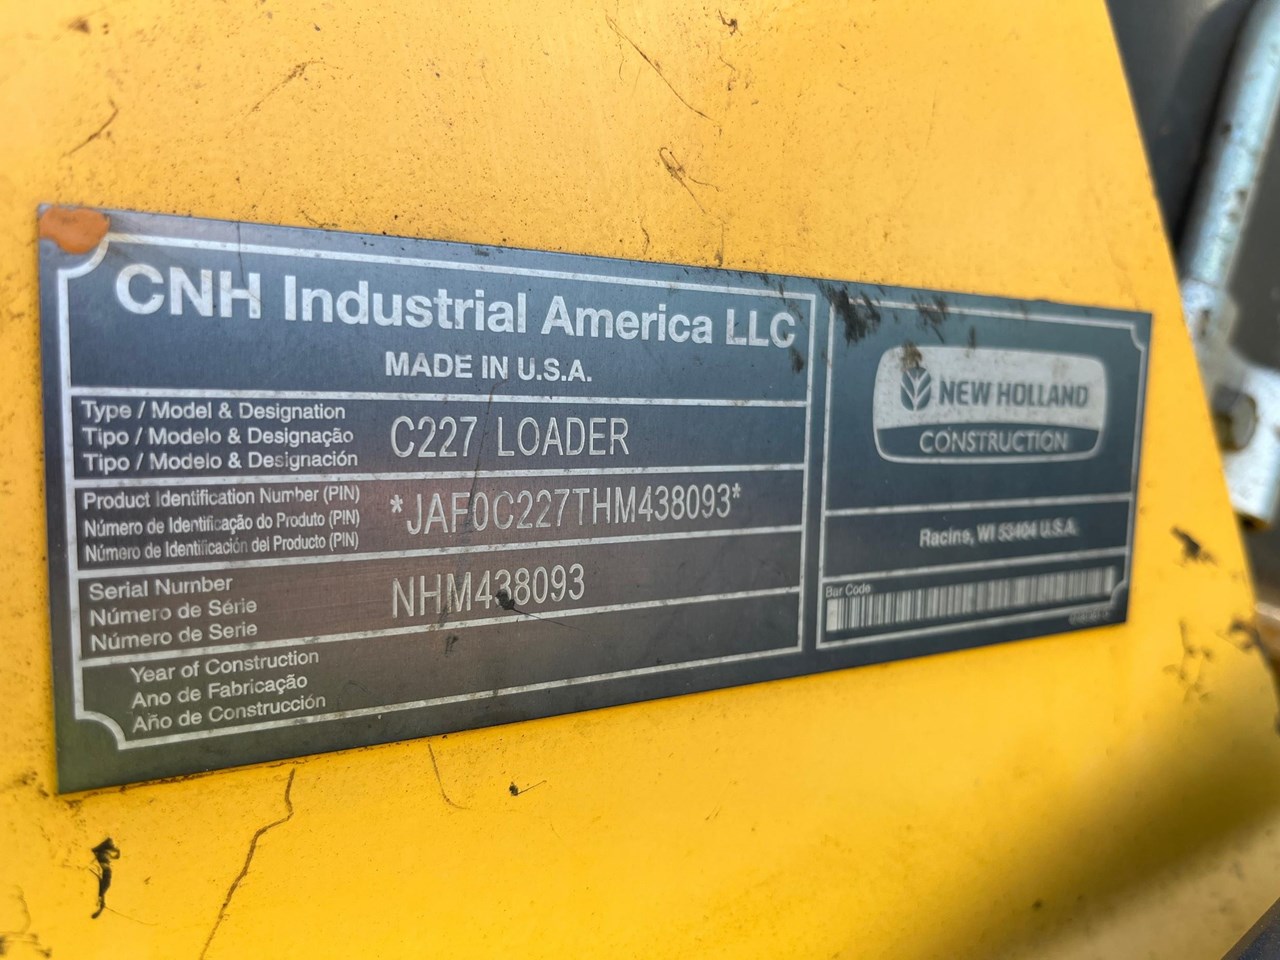 CNH Industrial America LLC
MADE IN U.S.A.
Type / Model & Designation
Tipo / Modelo & Designação
Tipo / Modelo & Designación
C227 LOADER
Product Identification Number (PIN)
Número de Identificação do Produto (PIN)
Número de Identificación del Producto (PIN)
*JAF0C227THM438093*
Serial Number
Número de Série
Número de Serie
NHM438093
Year of Construction
Ano de Fabricação
Año de Construcción
NEW HOLLAND
CONSTRUCTION
Racine, WI 53404 U.S.A.
Bar Code